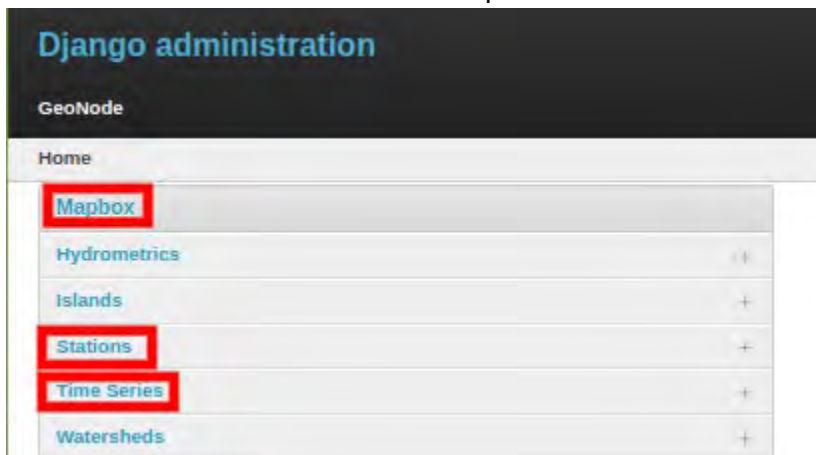 Django administration
GeoNode
Home
Mapbox
Hydrometrics
Islands
Stations
Time Series
Watersheds